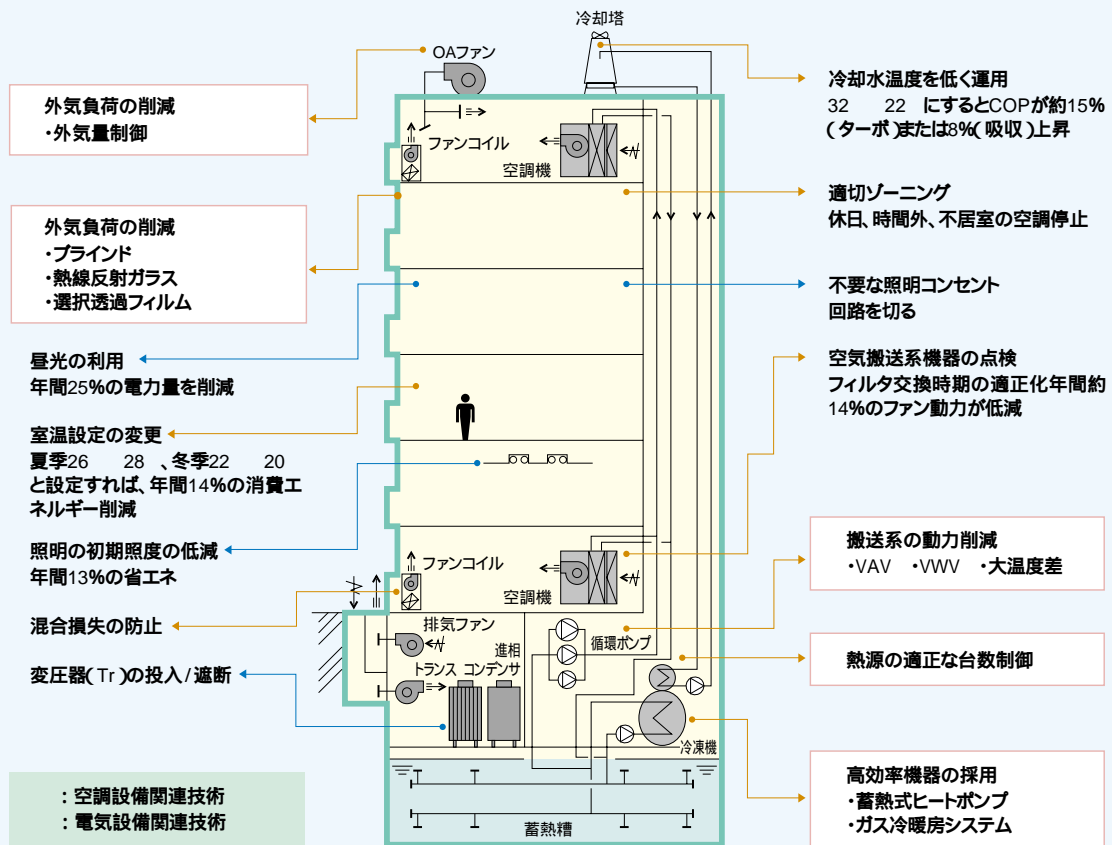 冷却塔
OAファン
外気負荷の削減
・外気量制御
冷却水温度を低く運用
32 22 にするとCOPが約15%
(ターボ)または8%(吸収)上昇
ファンコイル
空調機
適切ゾーニング
休日、時間外、不居室の空調停止
外気負荷の削減
・ブラインド
・熱線反射ガラス
・選択透過フィルム
不要な照明コンセント
回路を切る
昼光の利用
年間25%の電力量を削減
空気搬送系機器の点検
フィルタ交換時期の適正化年間約
14%のファン動力が低減
室温設定の変更
夏季26 28 、冬季22 20
と設定すれば、年間14%の消費エ
ネルギー削減
照明の初期照度の低減
年間13%の省エネ
ファンコイル
空調機
搬送系の動力削減
・VAV ・VWV ・大温度差
混合損失の防止
排気ファン
循環ポンプ
進相
トランス コンデンサ
熱源の適正な台数制御
変圧器(Tr)の投入/遮断
冷凍機
高効率機器の採用
・蓄熱式ヒートポンプ
・ガス冷暖房システム
:空調設備関連技術
:電気設備関連技術
蓄熱糟